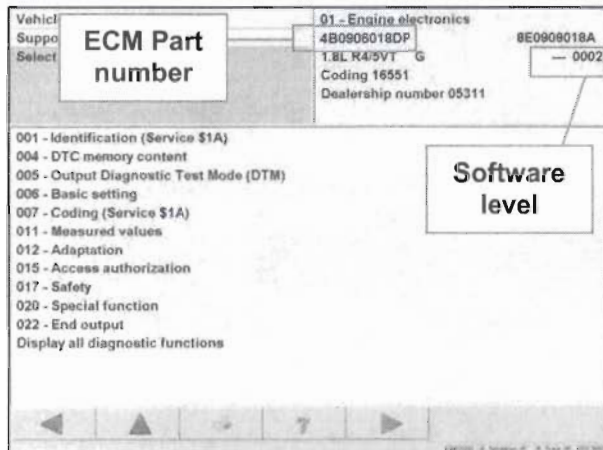 Vehicl
Suppo
Select
ECM Part
number
01 - Engine electronics
4B0906018DP 8E0909018A
1.8L R4/5VT G --- 0002
Coding 16551
Dealership number 05311
001 - Identification (Service $1A)
004 - DTC memory content
005 - Output Diagnostic Test Mode (DTM)
006 - Basic setting
007 - Coding (Service $1A)
011 - Measured values
012 - Adaptation
015 - Access authorization
017 - Safety
020 - Special function
022 - End output
Display all diagnostic functions
Software
level